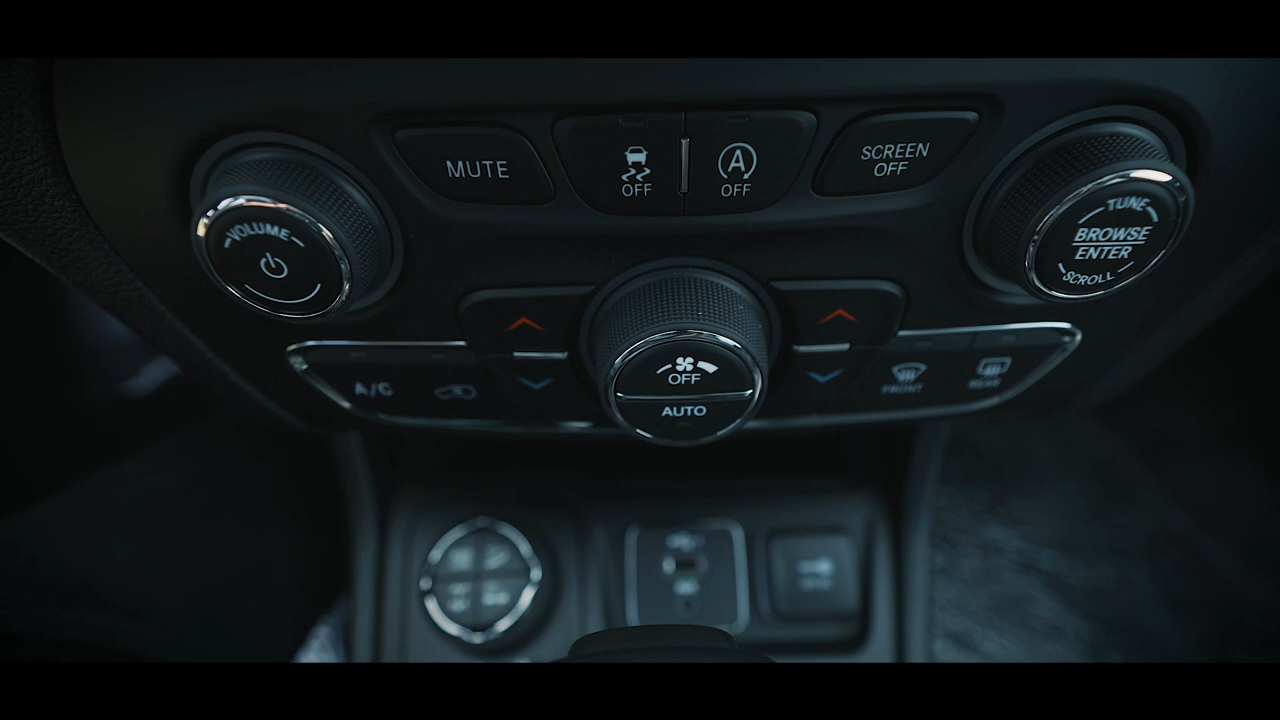 MUTE
OFF
OFF
SCREEN
OFF
VOLUME
TUNE
BROWSE
ENTER
SCROLL
OFF
AUTO
A/C
FRONT
REAR